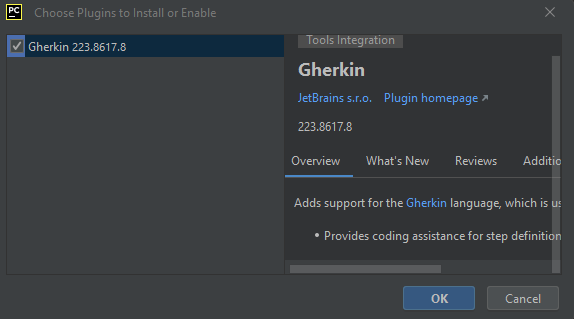 PC
Choose Plugins to Install or Enable
Gherkin 223.8617.8
Tools Integration
Gherkin
JetBrains s.r.o. Plugin homepage ↗
223.8617.8
Overview What's New Reviews Additio
Adds support for the Gherkin language, which is us
• Provides coding assistance for step definition
OK Cancel